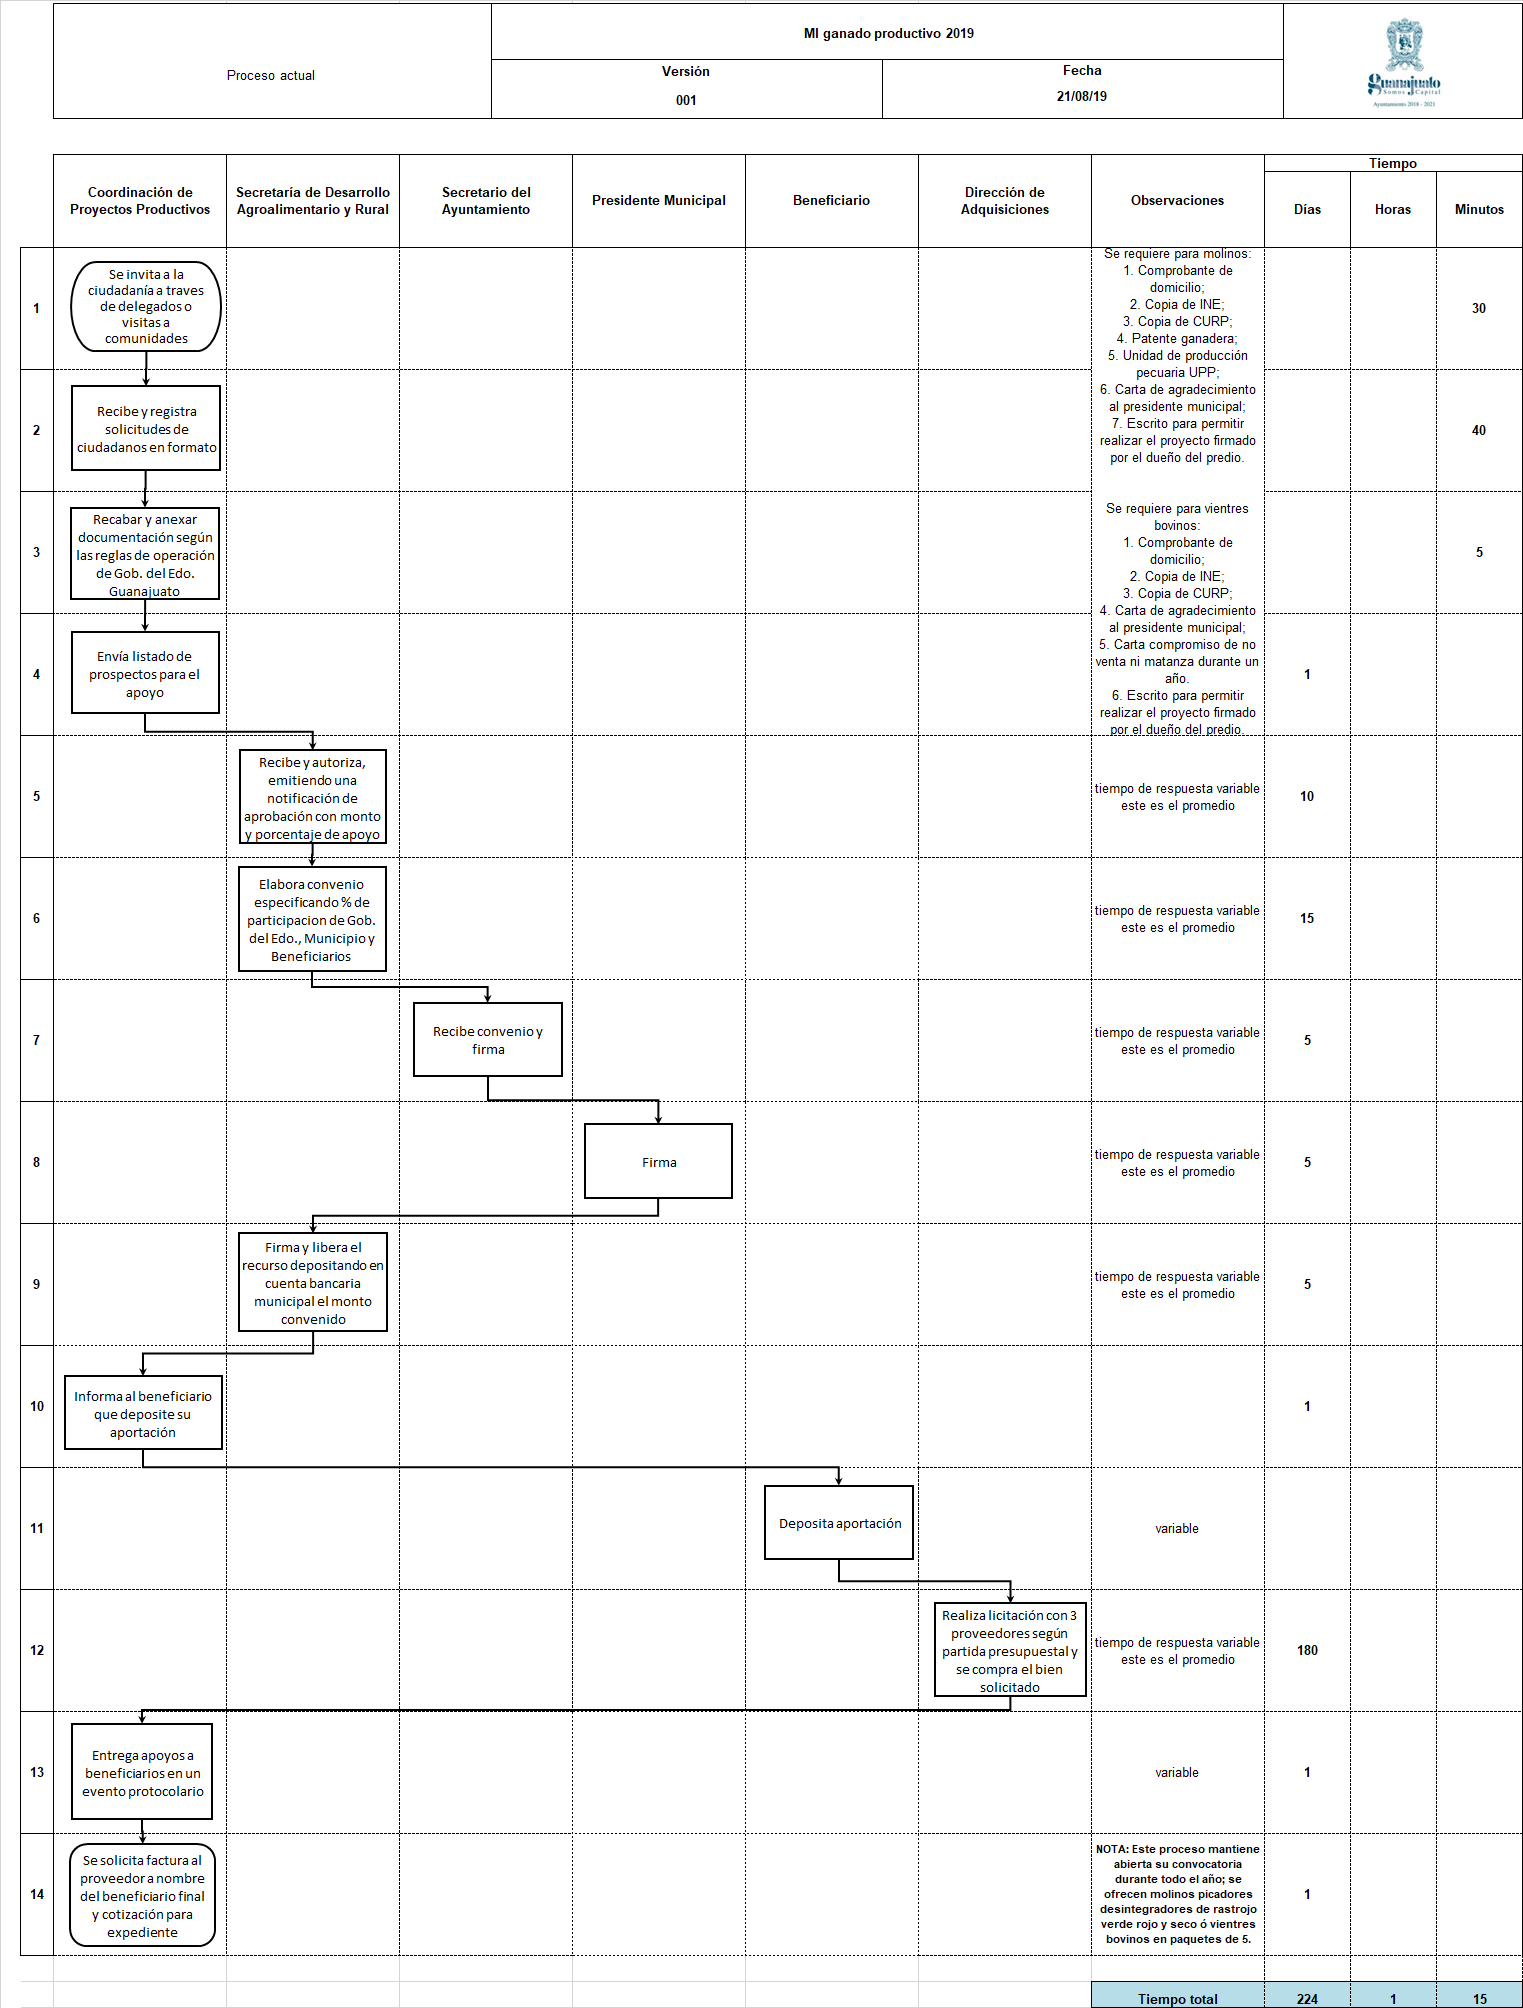 MI ganado productivo 2019
Proceso actual
Versión
001
Fecha
21/08/19
Guanajuato
Somos Capital
Ayuntamiento 2018 - 2021
Coordinación de
Proyectos Productivos
Secretaría de Desarrollo
Agroalimentario y Rural
Secretario del
Ayuntamiento
Presidente Municipal
Beneficiario
Dirección de
Adquisiciones
Observaciones
Tiempo
Días
Horas
Minutos
1
Se invita a la
ciudadanía a traves
de delegados o
visitas a
comunidades
30
Se requiere para molinos:
1. Comprobante de
domicilio;
2. Copia de INE;
3. Copia de CURP;
4. Patente ganadera;
5. Unidad de producción
pecuaria UPP;
6. Carta de agradecimiento
al presidente municipal;
7. Escrito para permitir
realizar el proyecto firmado
por el dueño del predio.
2
Recibe y registra
solicitudes de
ciudadanos en formato
40
3
Recabar y anexar
documentación según
las reglas de operación
de Gob. del Edo.
Guanajuato
5
Se requiere para vientres
bovinos:
1. Comprobante de
domicilio;
2. Copia de INE;
3. Copia de CURP;
4. Carta de agradecimiento
al presidente municipal;
5. Carta compromiso de no
venta ni matanza durante un
año.
6. Escrito para permitir
realizar el proyecto firmado
por el dueño del predio.
4
Envía listado de
prospectos para el
apoyo
1
5
Recibe y autoriza,
emitiendo una
notificación de
aprobación con monto
y porcentaje de apoyo
tiempo de respuesta variable
este es el promedio
10
6
Elabora convenio
especificando % de
participacion de Gob.
del Edo., Municipio y
Beneficiarios
tiempo de respuesta variable
este es el promedio
15
7
Recibe convenio y
firma
tiempo de respuesta variable
este es el promedio
5
8
Firma
tiempo de respuesta variable
este es el promedio
5
9
Firma y libera el
recurso depositando en
cuenta bancaria
municipal el monto
convenido
tiempo de respuesta variable
este es el promedio
5
10
Informa al beneficiario
que deposite su
aportación
1
11
Deposita aportación
variable
12
Realiza licitación con 3
proveedores según
partida presupuestal y
se compra el bien
solicitado
tiempo de respuesta variable
este es el promedio
180
13
Entrega apoyos a
beneficiarios en un
evento protocolario
variable
1
14
Se solicita factura al
proveedor a nombre
del beneficiario final
y cotización para
expediente
NOTA: Este proceso mantiene
abierta su convocatoria
durante todo el año; se
ofrecen molinos picadores
desintegradores de rastrojo
verde rojo y seco ó vientres
bovinos en paquetes de 5.
1
Tiempo total
224
1
15